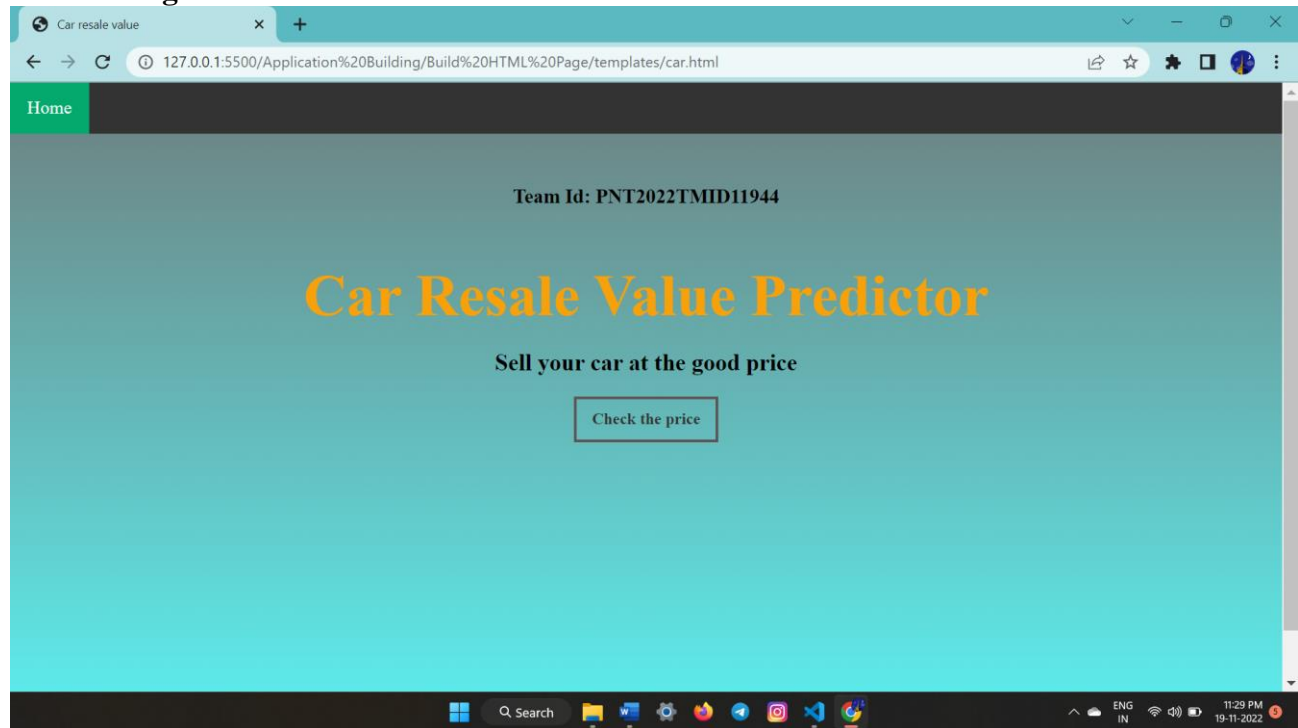 Car resale value
127.0.0.1:5500/Application%20Building/Build%20HTML%20Page/templates/car.html
Home
Team Id: PNT2022TMID11944
Car Resale Value Predictor
Sell your car at the good price
Check the price
Search
ENG
IN
11:29 PM
19-11-2022
5